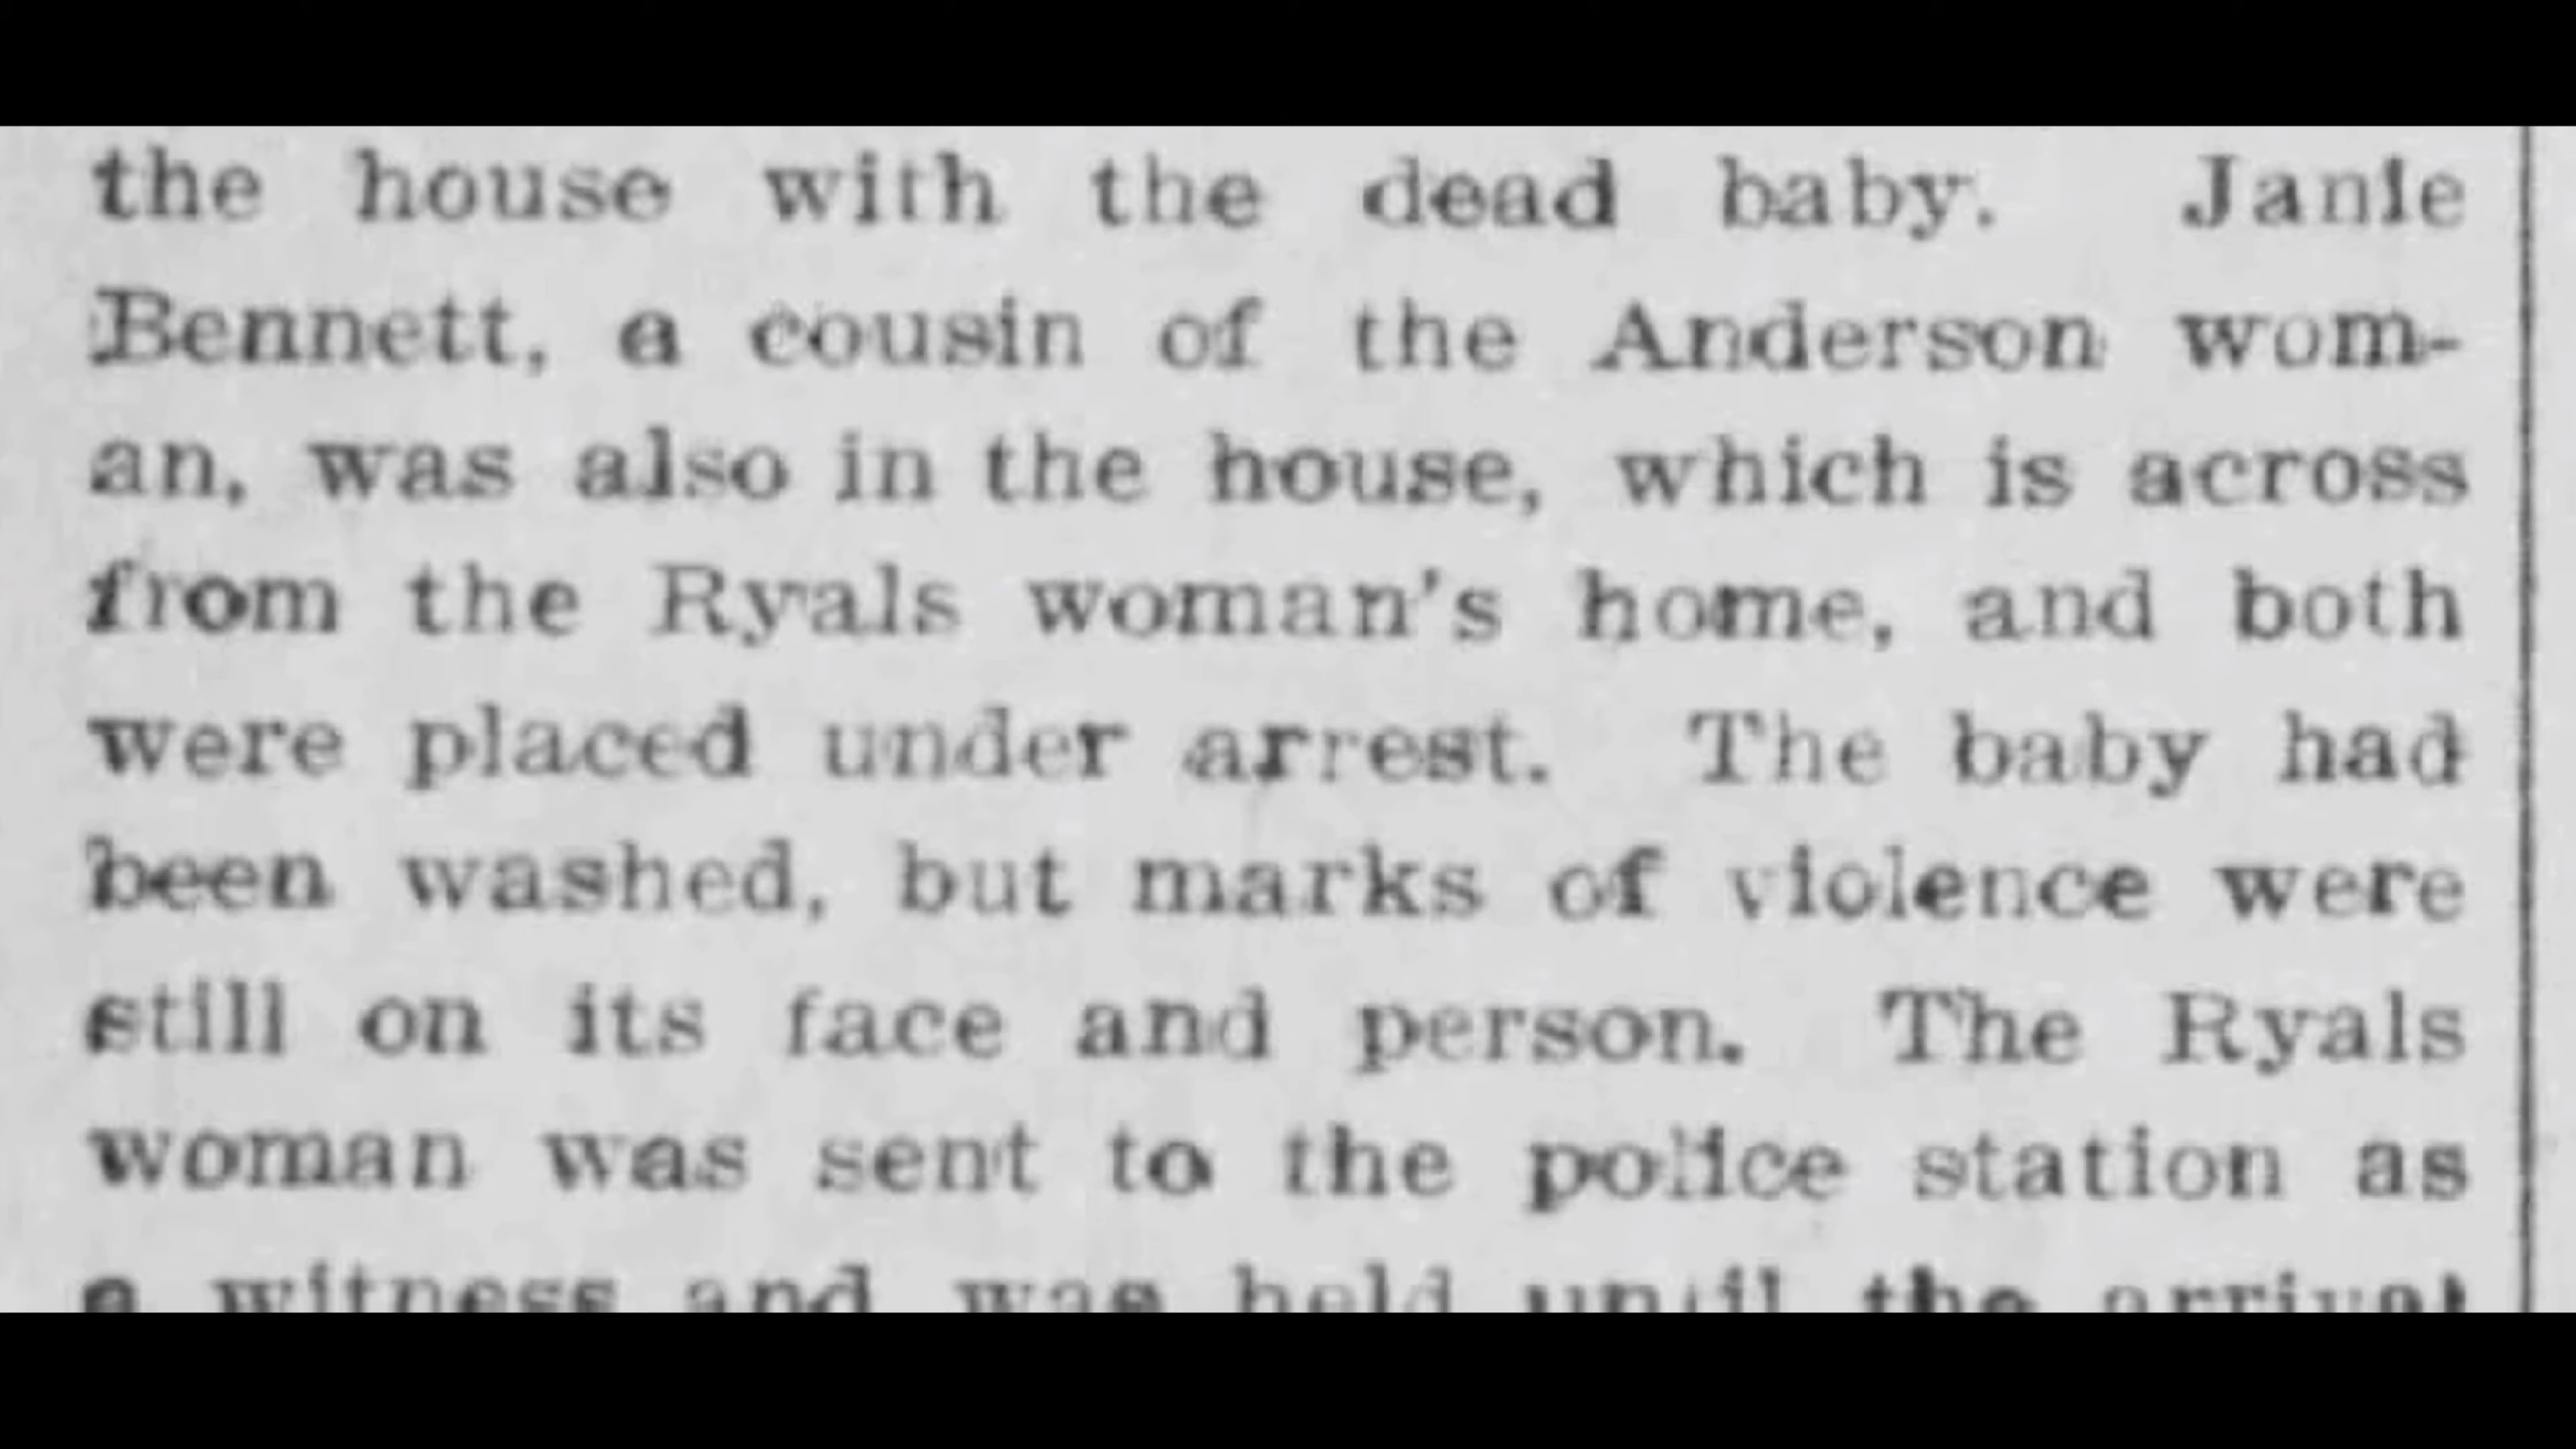 the house with the dead baby. Janie
Bennett, a cousin of the Anderson wom-
an, was also in the house, which is across
from the Ryals woman's home, and both
were placed under arrest. The baby had
been washed, but marks of violence were
still on its face and person. The Ryals
woman was sent to the police station as
a witness and was held until the arrival